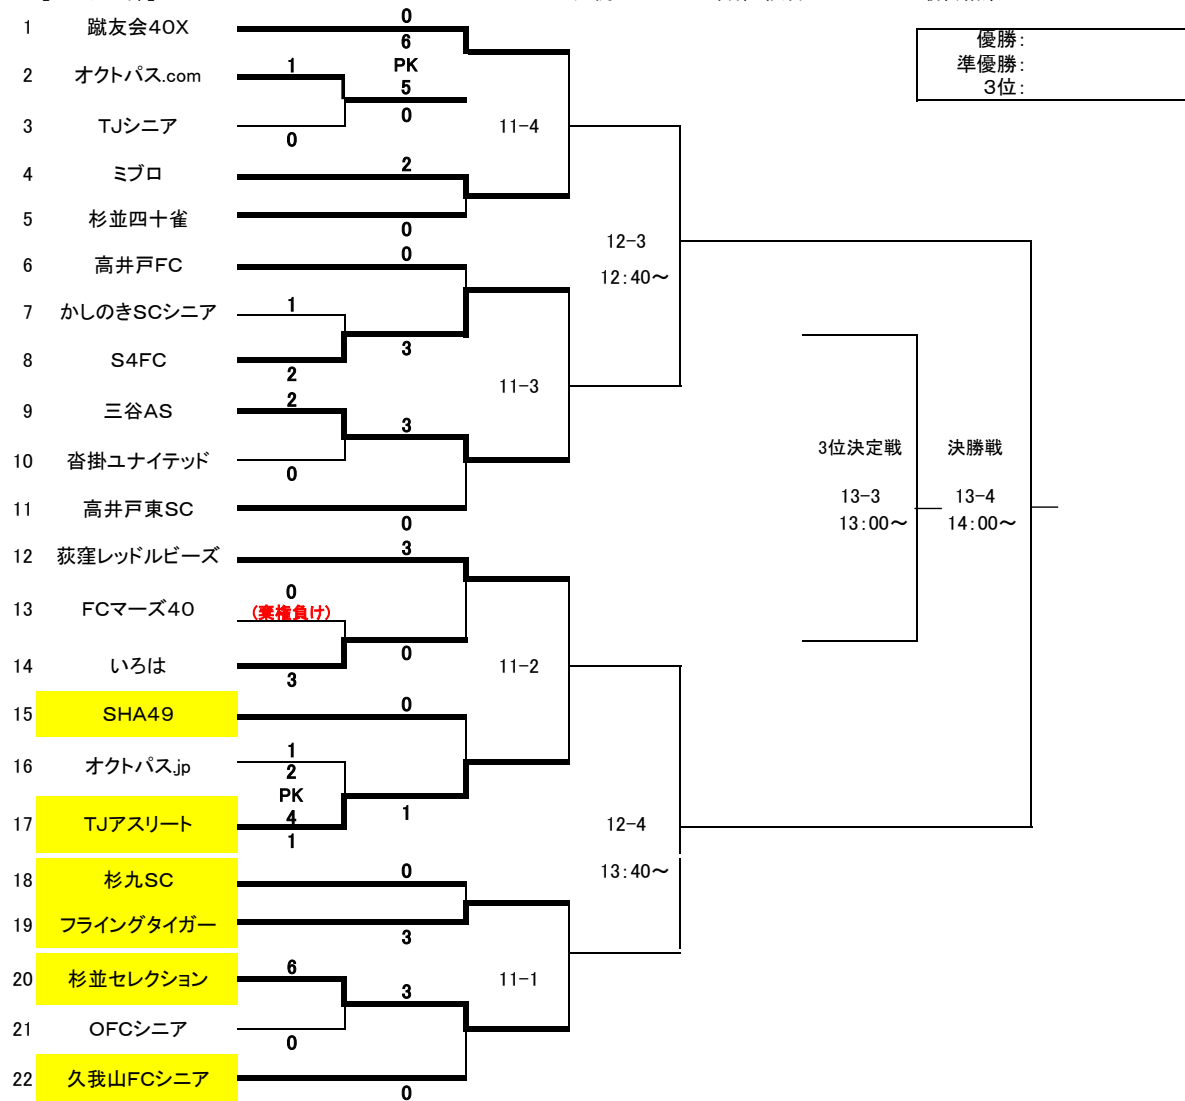 0
1 蹴友会40X
6
優勝：
PK
準優勝：
2 オクトパス.com 1
5
3位：
0
3 TJシニア
0
11-4
4 ミブロ 2
5 杉並四十雀
0
12-3
6 高井戸FC 0
12：40～
7 かしのきSCシニア 1
3
8 S4FC
2
11-3
9 三谷AS 2
3
3位決定戦 決勝戦
10 沓掛ユナイテッド
0
13-3 13-4
11 高井戸東SC
0
13：00～ 14：00～
12 荻窪レッドルビーズ 3
0
13 FCマーズ40 (棄権負け)
0
14 いろは
3
11-2
15 SHA49 0
1
16 オクトパス.jp
2
PK
1
17 TJアスリート 4
1
12-4
18 杉九SC 0
13：40～
19 フライングタイガー
3
20 杉並セレクション 6
3
11-1
21 OFCシニア
0
22 久我山FCシニア
0